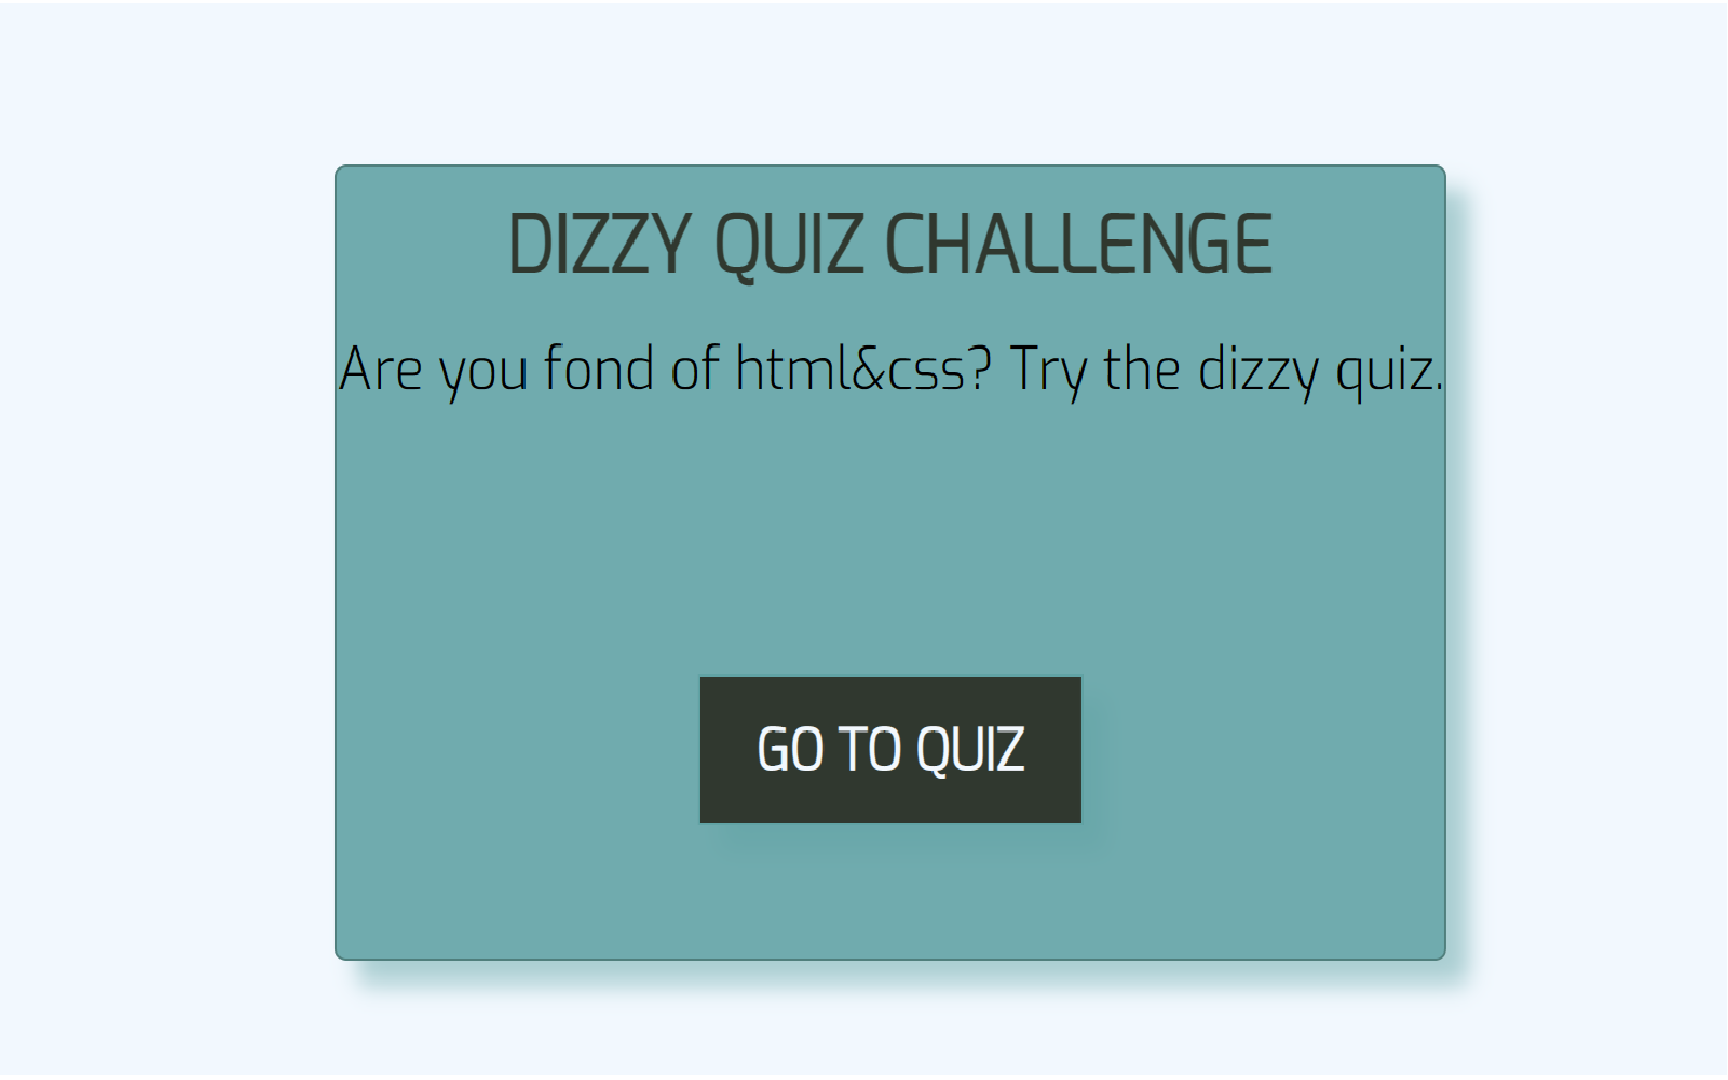 DIZZY QUIZ CHALLENGE
Are you fond of html&css? Try the dizzy quiz.
GO TO QUIZ